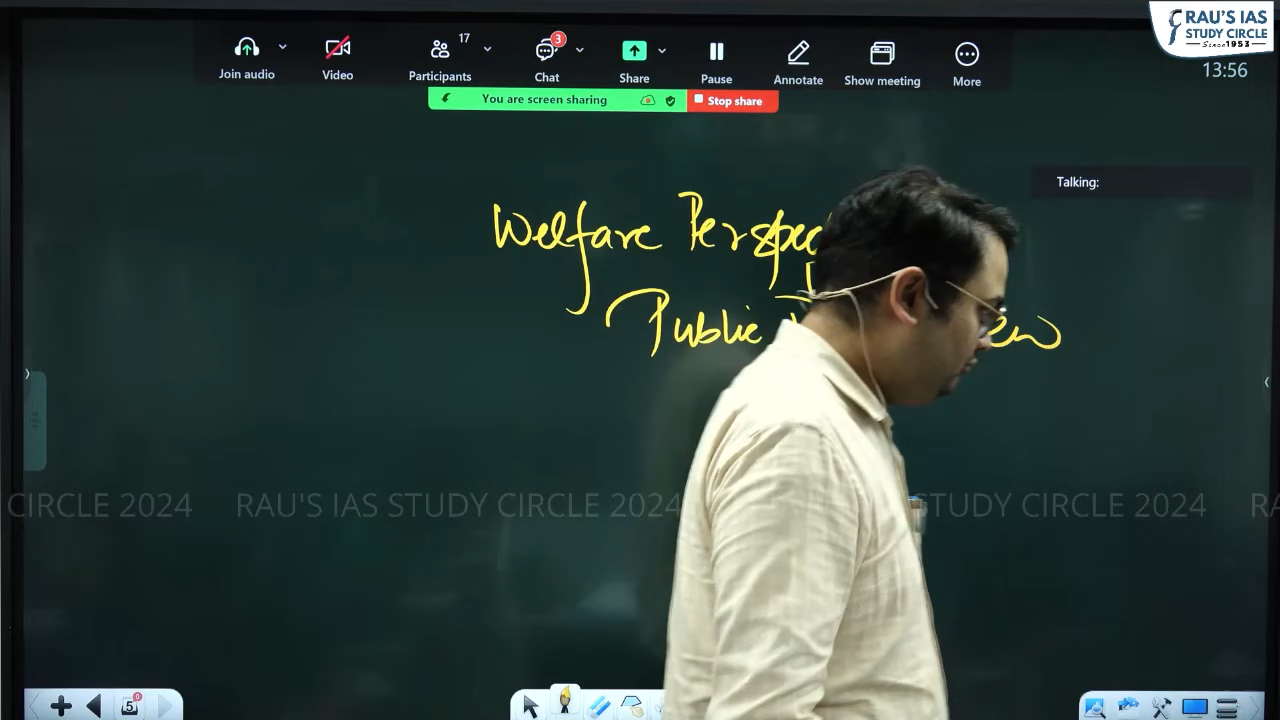 RAU'S IAS
STUDY CIRCLE
Since 1953
13:56
17
3
Join audio
Video
Participants
Chat
Share
Pause
Annotate
Show meeting
More
You are screen sharing
Stop share
Talking:
Welfare
Public
CIRCLE 2024 RAU'S IAS STUDY CIRCLE 2024 STUDY CIRCLE 2024
5